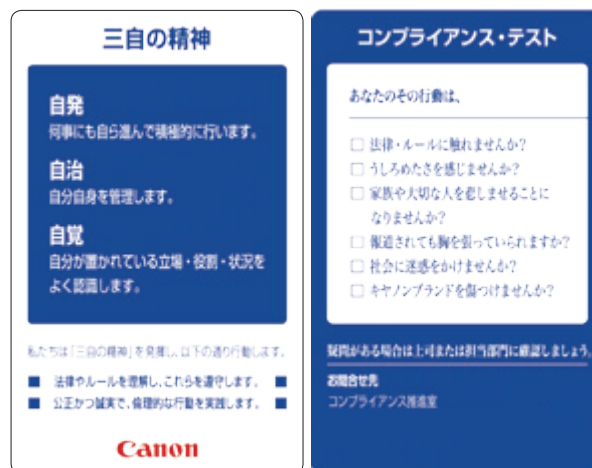 三自の精神
自発
何事にも自ら進んで積極的に行います。
自治
自分自身を管理します。
自覚
自分が置かれている立場・役割・状況を
よく認識します。
私たちは「三自の精神」を発揮し、以下の通り行動します。
■ 法律やルールを理解し、これらを遵守します。 ■
■ 公正かつ誠実で、倫理的な行動を実践します。 ■
Canon
コンプライアンス・テスト
あなたのその行動は、
□ 法律・ルールに触れませんか?
□ うしろめたさを感じませんか?
□ 家族や大切な人を悲しませることに
なりませんか?
□ 報道されても胸を張っていられますか?
□ 社会に迷惑をかけませんか?
□ キヤノンブランドを傷つけませんか?
疑問がある場合は上司または担当部門に確認しましょう。
お問合せ先
コンプライアンス推進室